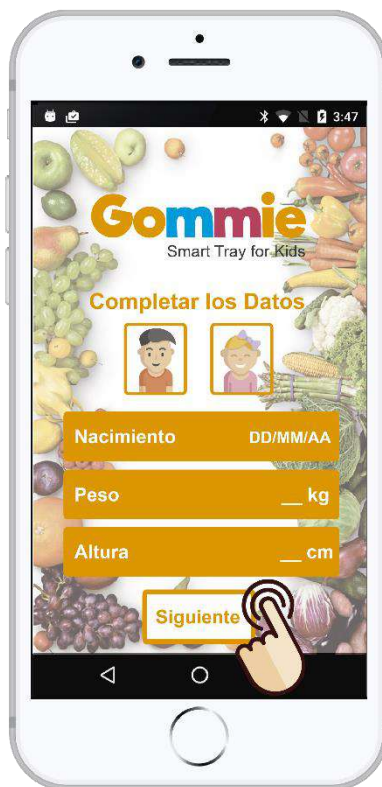 3:47
Gommie
Smart Tray for Kids
Completar los Datos
Nacimiento DD/MM/AA
Peso __ kg
Altura __ cm
Siguiente